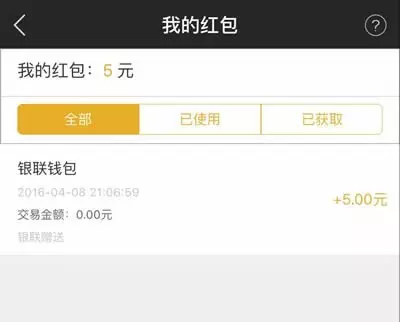 我的红包
?
我的红包：5 元
全部
已使用
已获取
银联钱包
2016-04-08 21:06:59
+5.00元
交易金额：0.00元
银联赠送